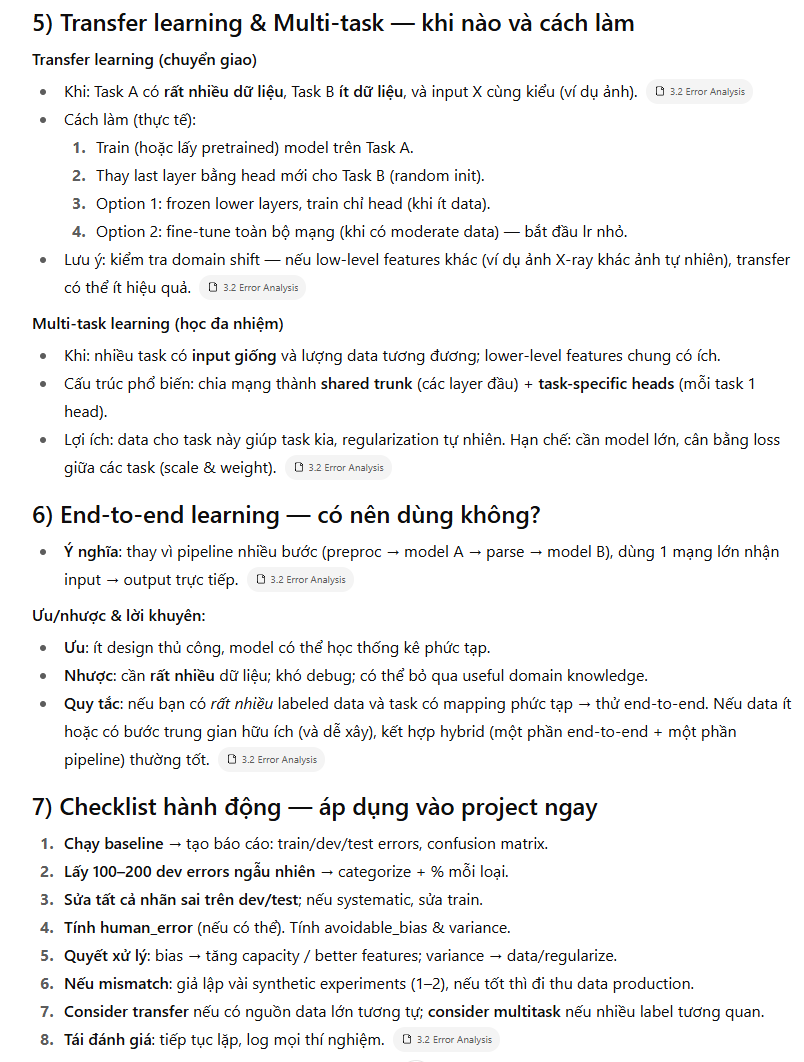 5) Transfer learning & Multi-task — khi nào và cách làm
Transfer learning (chuyển giao)
• Khi: Task A có rất nhiều dữ liệu, Task B ít dữ liệu, và input X cùng kiểu (ví dụ ảnh). 3.2 Error Analysis
• Cách làm (thực tế):
1. Train (hoặc lấy pretrained) model trên Task A.
2. Thay last layer bằng head mới cho Task B (random init).
3. Option 1: frozen lower layers, train chỉ head (khi ít data).
4. Option 2: fine-tune toàn bộ mạng (khi có moderate data) — bắt đầu lr nhỏ.
• Lưu ý: kiểm tra domain shift — nếu low-level features khác (ví dụ ảnh X-ray khác ảnh tự nhiên), transfer
có thể ít hiệu quả. 3.2 Error Analysis
Multi-task learning (học đa nhiệm)
• Khi: nhiều task có input giống và lượng data tương đương; lower-level features chung có ích.
• Cấu trúc phổ biến: chia mạng thành shared trunk (các layer đầu) + task-specific heads (mỗi task 1
head).
• Lợi ích: data cho task này giúp task kia, regularization tự nhiên. Hạn chế: cần model lớn, cân bằng loss
giữa các task (scale & weight). 3.2 Error Analysis
6) End-to-end learning — có nên dùng không?
• Ý nghĩa: thay vì pipeline nhiều bước (preproc → model A → parse → model B), dùng 1 mạng lớn nhận
input → output trực tiếp. 3.2 Error Analysis
Ưu/nhược & lời khuyên:
• Ưu: ít design thủ công, model có thể học thống kê phức tạp.
• Nhược: cần rất nhiều dữ liệu; khó debug; có thể bỏ qua useful domain knowledge.
• Quy tắc: nếu bạn có rất nhiều labeled data và task có mapping phức tạp → thử end-to-end. Nếu data ít
hoặc có bước trung gian hữu ích (và dễ xây), kết hợp hybrid (một phần end-to-end + một phần
pipeline) thường tốt. 3.2 Error Analysis
7) Checklist hành động — áp dụng vào project ngay
1. Chạy baseline → tạo báo cáo: train/dev/test errors, confusion matrix.
2. Lấy 100–200 dev errors ngẫu nhiên → categorize + % mỗi loại.
3. Sửa tất cả nhãn sai trên dev/test; nếu systematic, sửa train.
4. Tính human_error (nếu có thể). Tính avoidable_bias & variance.
5. Quyết xử lý: bias → tăng capacity / better features; variance → data/regularize.
6. Nếu mismatch: giả lập vài synthetic experiments (1–2), nếu tốt thì đi thu data production.
7. Consider transfer nếu có nguồn data lớn tương tự; consider multitask nếu nhiều label tương quan.
8. Tái đánh giá: tiếp tục lặp, log mọi thí nghiệm. 3.2 Error Analysis